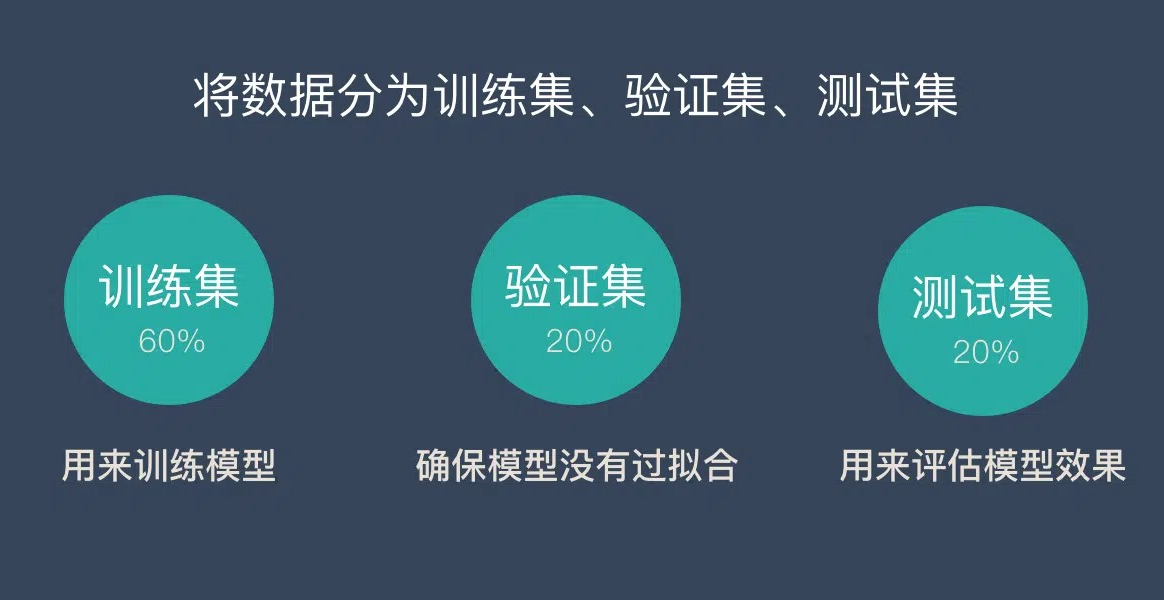 将数据分为训练集、验证集、测试集
训练集
60%
用来训练模型
验证集
20%
确保模型没有过拟合
测试集
20%
用来评估模型效果